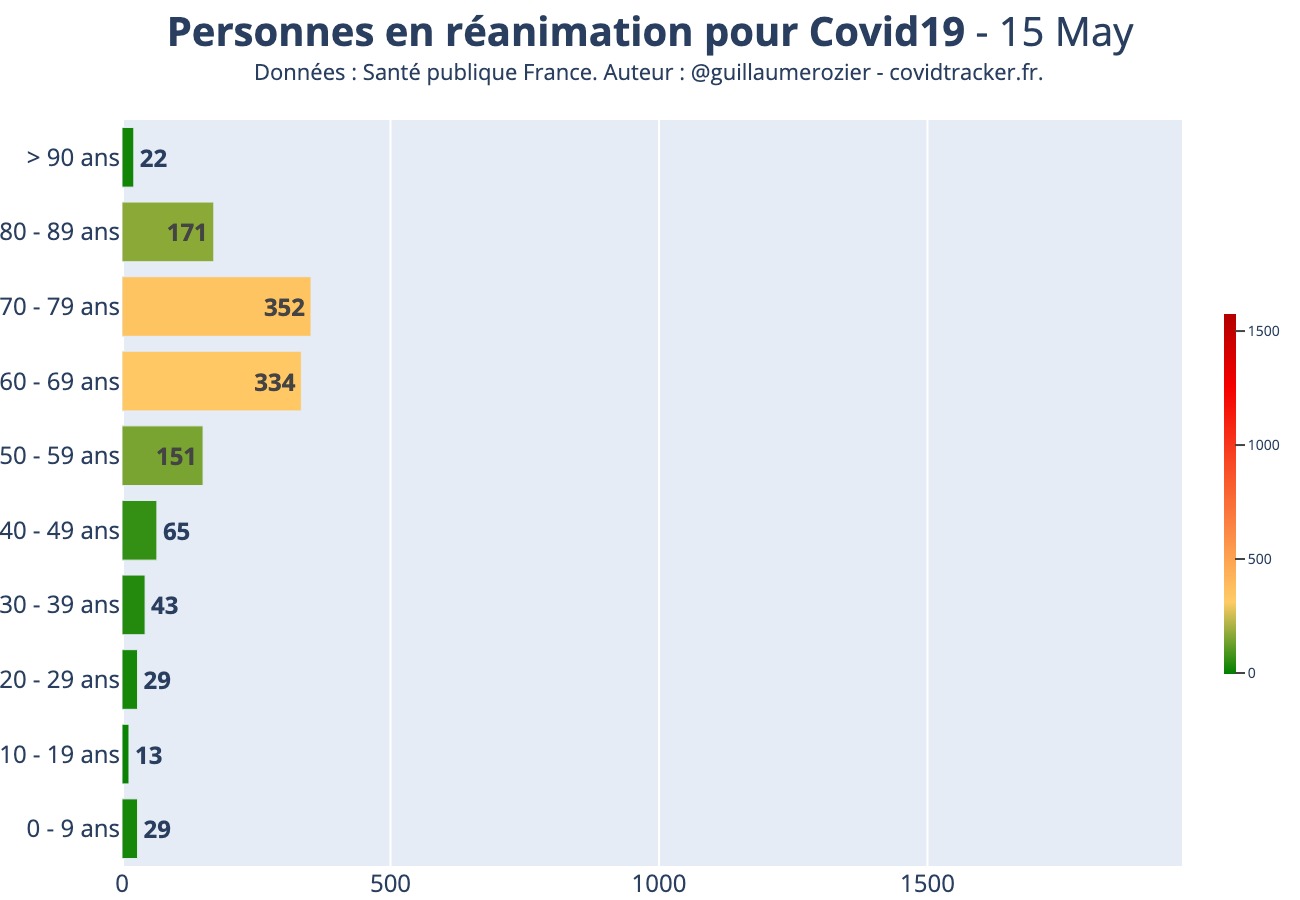 Personnes en réanimation pour Covid19 - 15 May
Données : Santé publique France. Auteur : @guillaumerozier - covidtracker.fr.
> 90 ans 22
80 - 89 ans 171
70 - 79 ans 352
60 - 69 ans 334
50 - 59 ans 151
40 - 49 ans 65
30 - 39 ans 43
20 - 29 ans 29
10 - 19 ans 13
0 - 9 ans 29
0 500 1000 1500
1500
1000
500
0